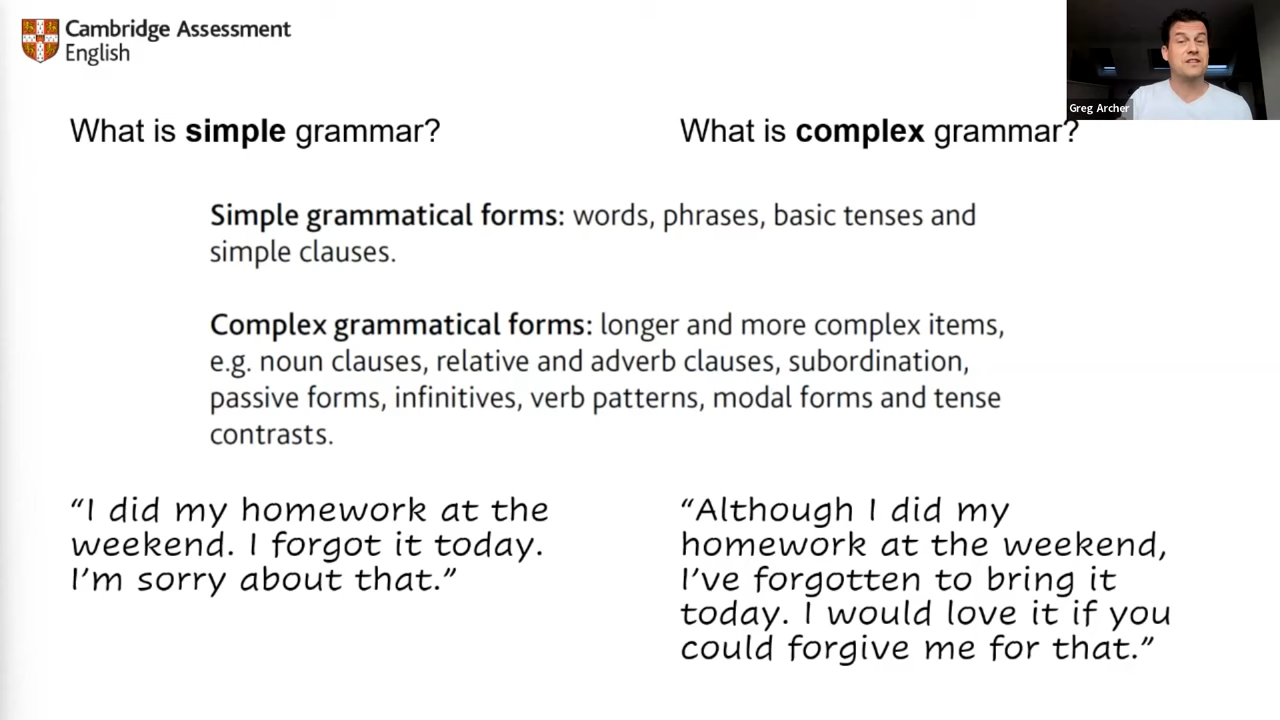 Cambridge Assessment
English
Greg Archer
What is simple grammar?
What is complex grammar?
Simple grammatical forms: words, phrases, basic tenses and
simple clauses.
Complex grammatical forms: longer and more complex items,
e.g. noun clauses, relative and adverb clauses, subordination,
passive forms, infinitives, verb patterns, modal forms and tense
contrasts.
“I did my homework at the
weekend. I forgot it today.
I’m sorry about that.”
“Although I did my
homework at the weekend,
I’ve forgotten to bring it
today. I would love it if you
could forgive me for that.”